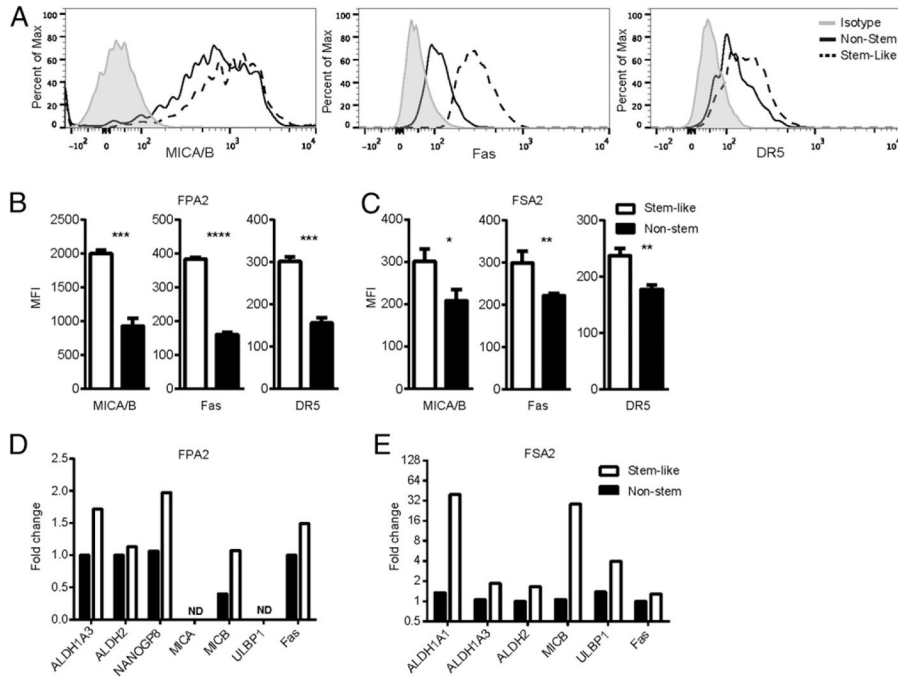 A
Percent of Max
100
80
60
40
20
0
-10²
0
10²
10³
10⁴
MICA/B
Percent of Max
100
80
60
40
20
0
-10²
0
10²
10³
10⁴
Fas
Percent of Max
100
80
60
40
20
0
-10²
0
10²
10³
10⁴
DR5
Isotype
Non-Stem
Stem-Like
B
FPA2
MFI
2500
2000
1500
1000
500
0
***
MICA/B
500
400
300
200
100
0
****
Fas
400
300
200
100
0
***
DR5
C
FSA2
Stem-like
Non-stem
400
300
200
100
0
*
MICA/B
400
300
200
100
0
**
Fas
300
200
100
0
**
DR5
D
FPA2
Fold change
2.5
2.0
1.5
1.0
0.5
0.0
ND
ND
ALDH1A3
ALDH2
NANOGP8
MICA
MICB
ULBP1
Fas
E
FSA2
Stem-like
Non-stem
Fold change
128
64
32
16
8
4
2
1
0.5
ALDH1A1
ALDH1A3
ALDH2
MICB
ULBP1
Fas